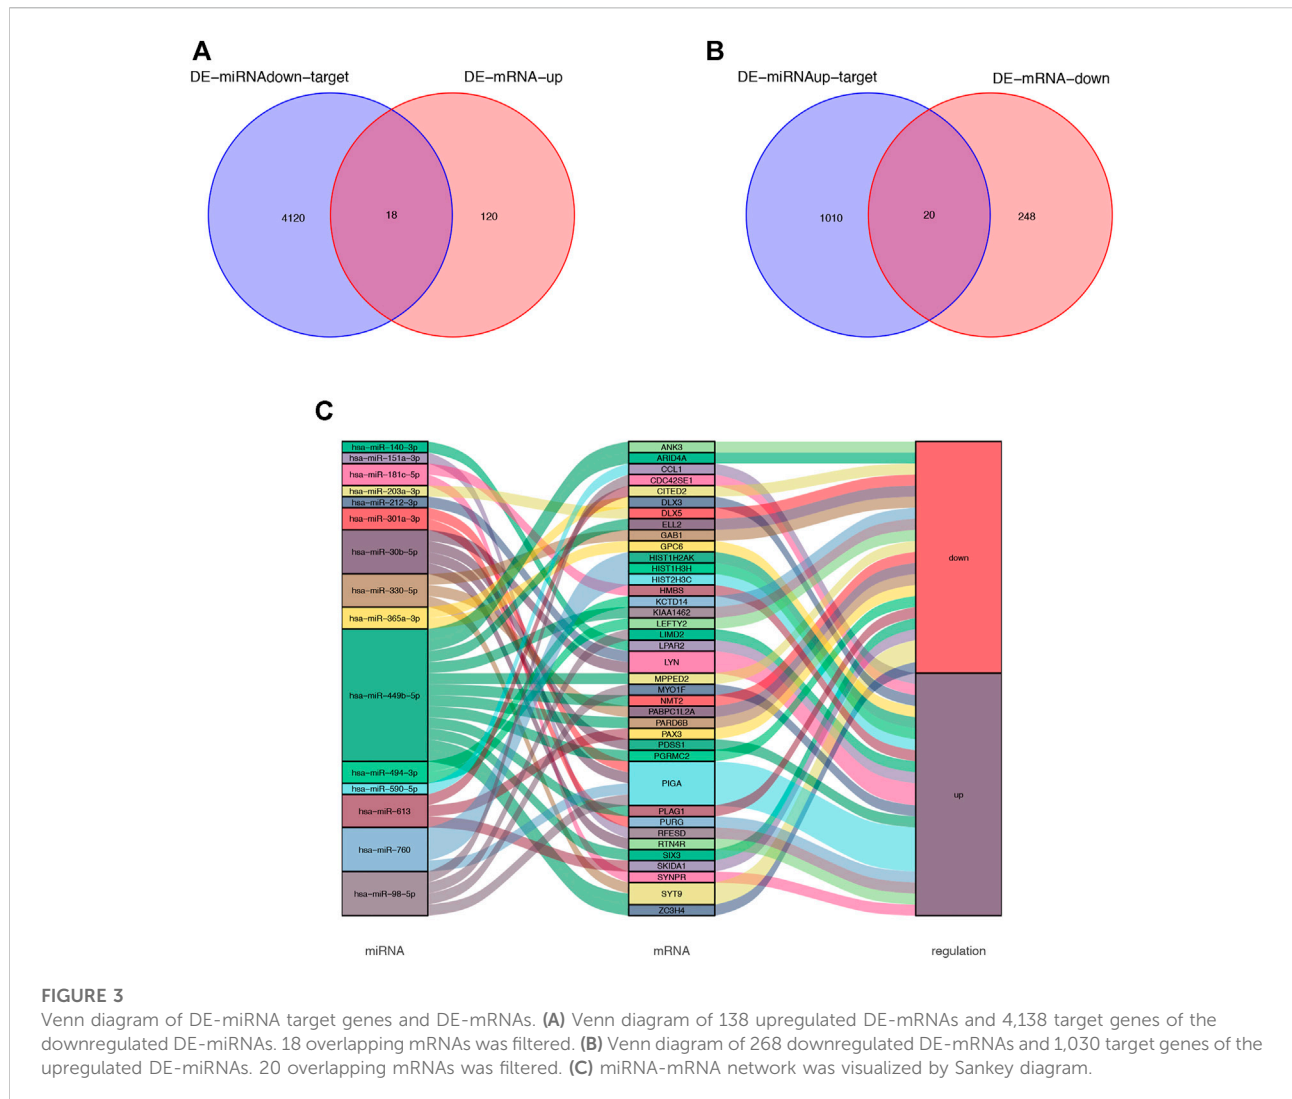 A
B
DE−miRNAdown−target
DE−mRNA−up
DE−miRNAup−target
DE−mRNA−down
4120
18
120
1010
20
248
C
hsa−miR−140−3p
hsa−miR−151a−3p
hsa−miR−181c−5p
hsa−miR−203a−3p
hsa−miR−212−3p
hsa−miR−301a−3p
hsa−miR−30b−5p
hsa−miR−330−5p
hsa−miR−365a−3p
hsa−miR−449b−5p
hsa−miR−494−3p
hsa−miR−590−5p
hsa−miR−613
hsa−miR−760
hsa−miR−98−5p
ANK3
ARID4A
CCL1
CDC42SE1
CITED2
DLX3
DLX5
ELL2
GAB1
GPC6
HIST1H2AK
HIST1H3H
HIST2H3C
HMBS
KCTD14
KIAA1462
LEFTY2
LIMD2
LPAR2
LYN
MPPED2
MYO1F
NMT2
PABPC1L2A
PARD6B
PAX3
PDSS1
PGRMC2
PIGA
PLAG1
PURG
RFESD
RTN4R
SIX3
SKIDA1
SYNPR
SYT9
ZC3H4
down
up
miRNA
mRNA
regulation
FIGURE 3
Venn diagram of DE-miRNA target genes and DE-mRNAs. (A) Venn diagram of 138 upregulated DE-mRNAs and 4,138 target genes of the
downregulated DE-miRNAs. 18 overlapping mRNAs was filtered. (B) Venn diagram of 268 downregulated DE-mRNAs and 1,030 target genes of the
upregulated DE-miRNAs. 20 overlapping mRNAs was filtered. (C) miRNA-mRNA network was visualized by Sankey diagram.